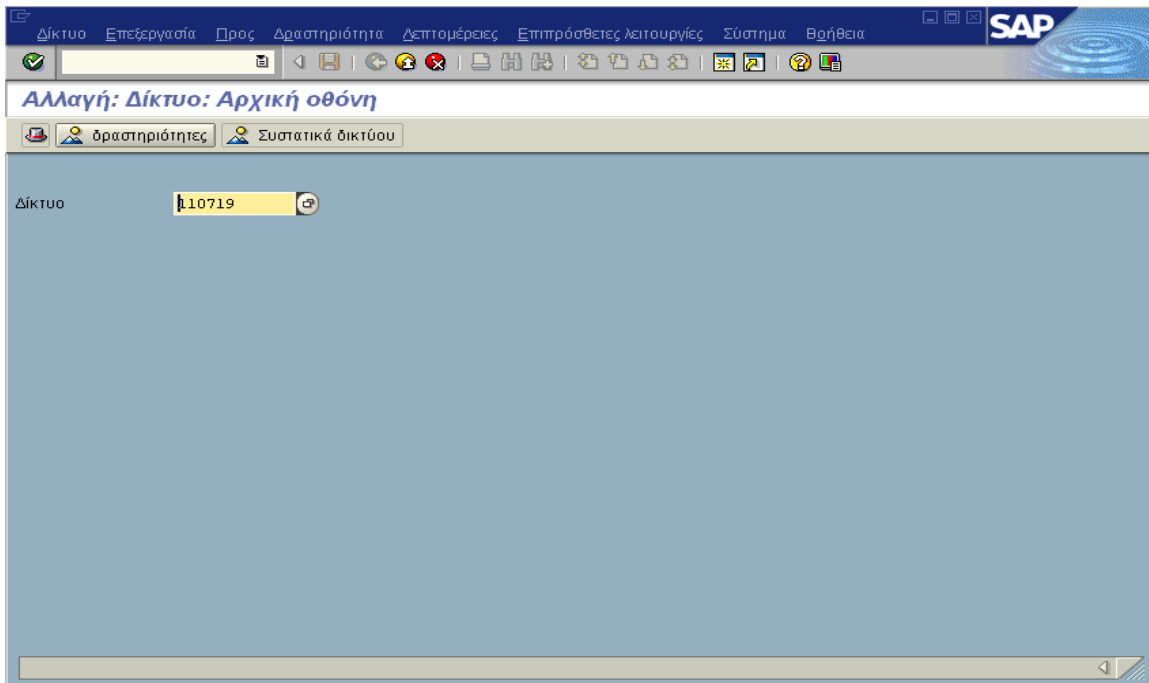 Δίκτυο Επεξεργασία Προς Δραστηριότητα Λεπτομέρειες Επιπρόσθετες λειτουργίες Σύστημα Βοήθεια
SAP
Αλλαγή: Δίκτυο: Αρχική οθόνη
δραστηριότητες Συστατικά δικτύου
Δίκτυο 110719